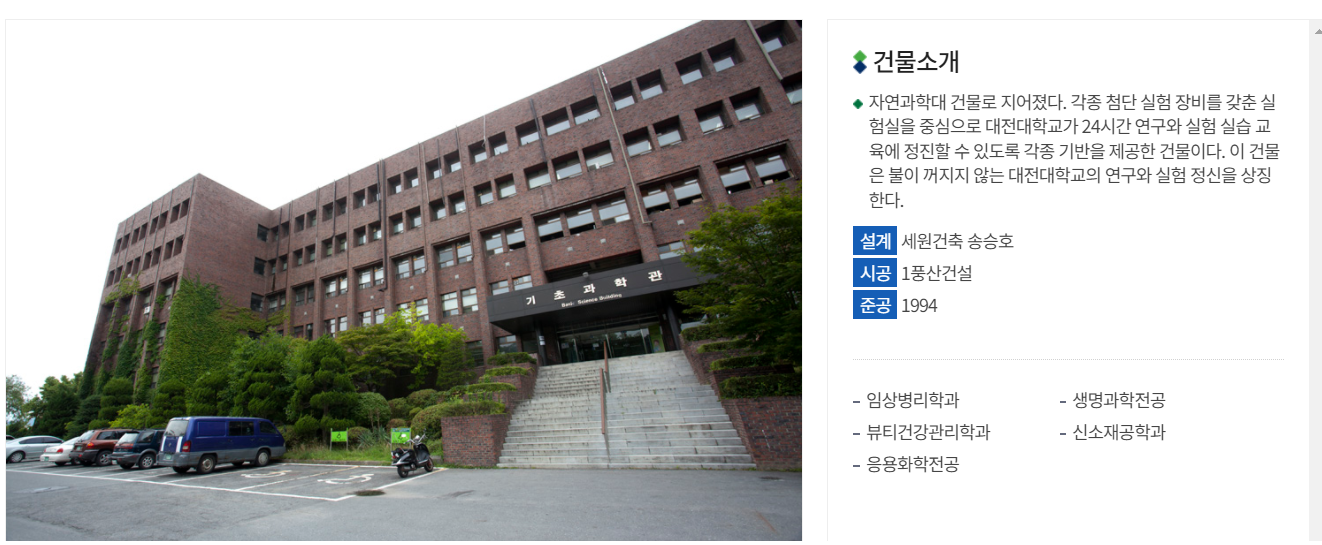 기초과학관
Basic Science Building
건물소개
자연과학대 건물로 지어졌다. 각종 첨단 실험 장비를 갖춘 실
험실을 중심으로 대전대학교가 24시간 연구와 실험 실습 교
육에 정진할 수 있도록 각종 기반을 제공한 건물이다. 이 건물
은 불이 꺼지지 않는 대전대학교의 연구와 실험 정신을 상징
한다.
설계 세원건축 송승호
시공 1풍산건설
준공 1994
- 임상병리학과 - 생명과학전공
- 뷰티건강관리학과 - 신소재공학과
- 응용화학전공